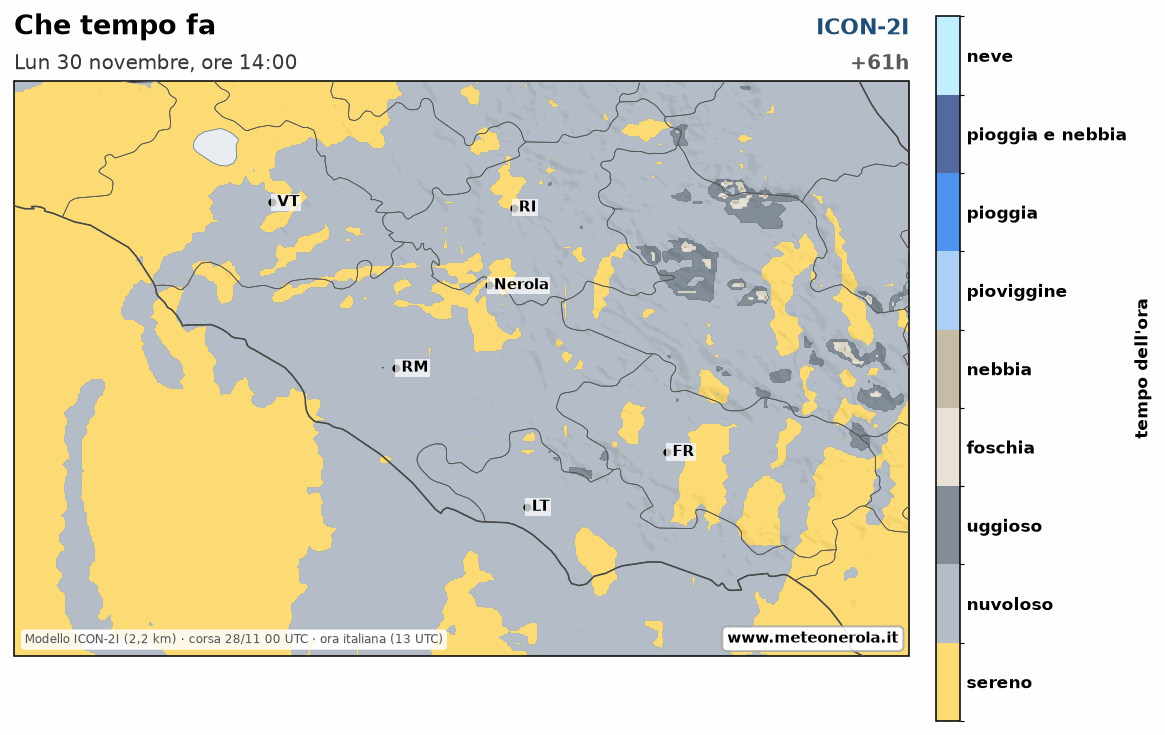 Che tempo fa
ICON-2I
Lun 30 novembre, ore 14:00
+61h
neve
pioggia e nebbia
pioggia
pioviggine
nebbia
foschia
uggioso
nuvoloso
sereno
tempo dell'ora
VT
RI
Nerola
RM
FR
LT
Modello ICON-2I (2,2 km) · corsa 28/11 00 UTC · ora italiana (13 UTC)
www.meteonerola.it